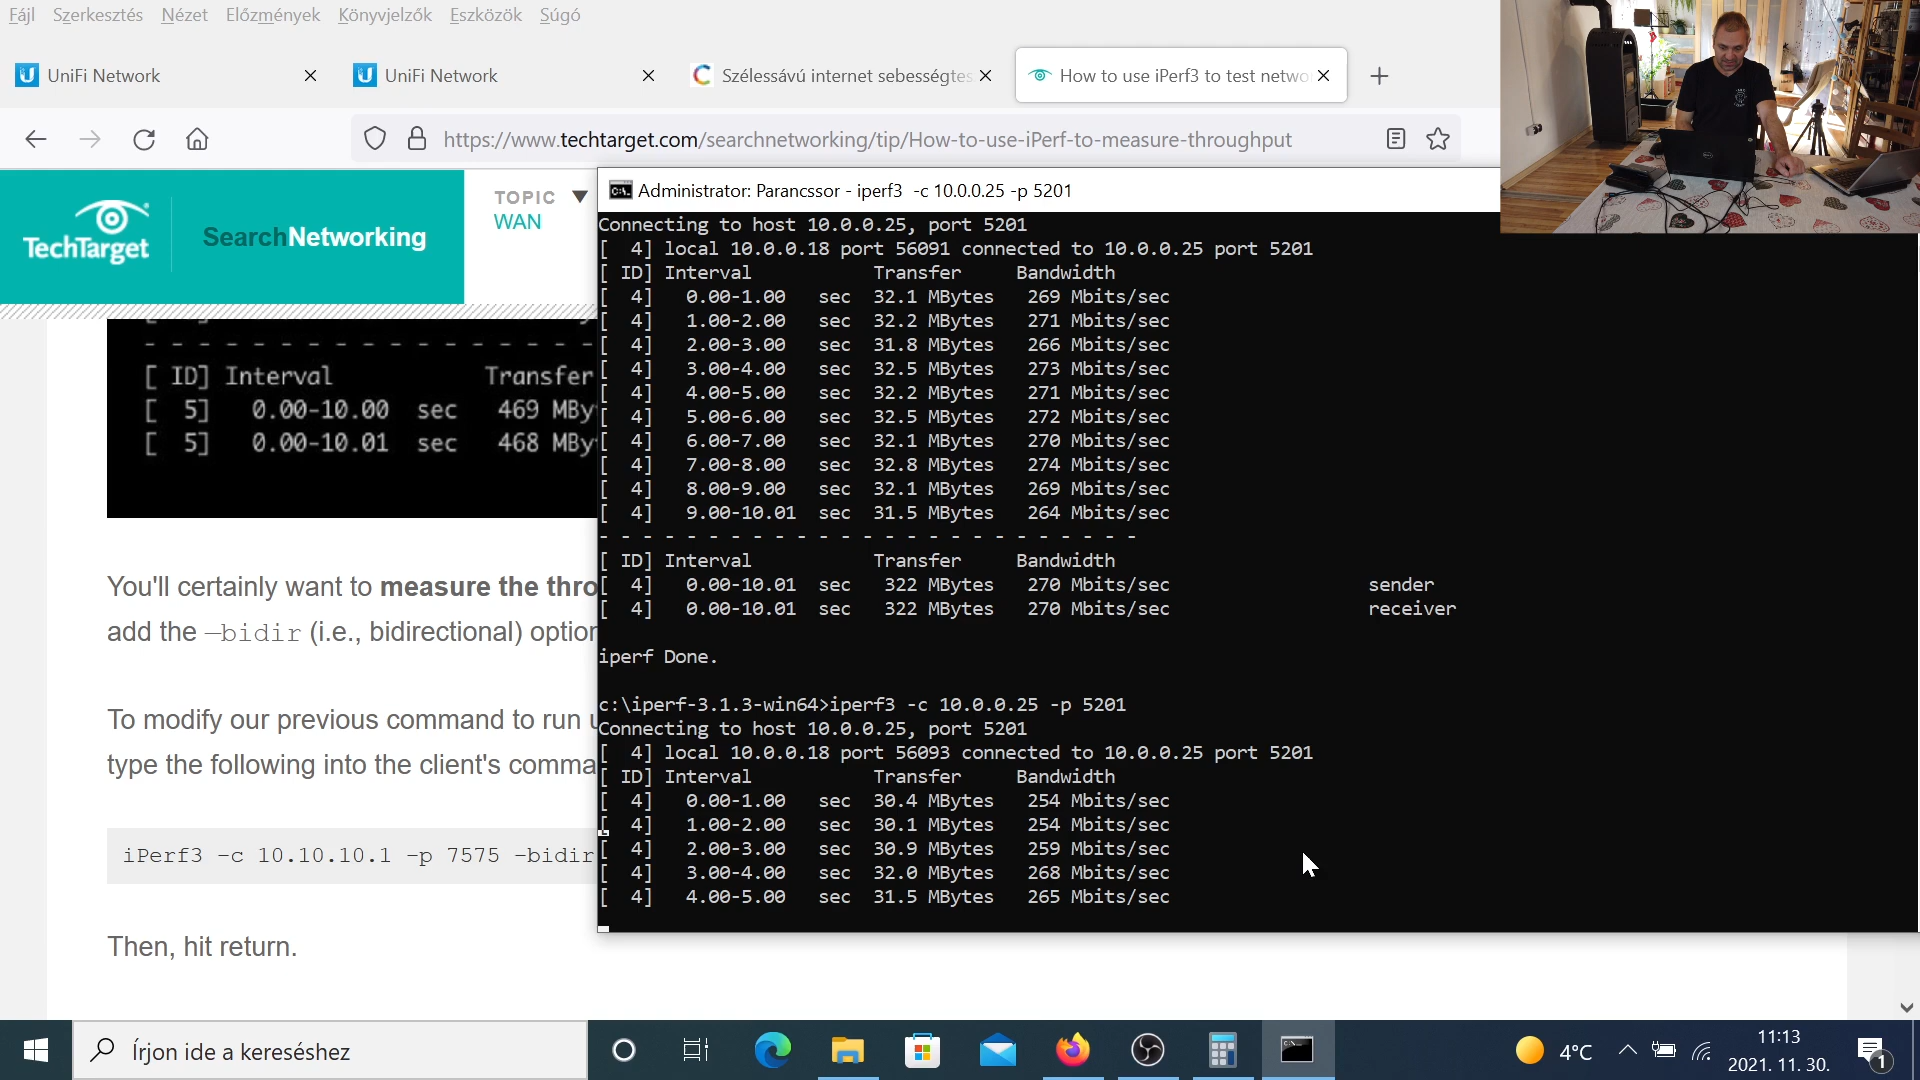 Fájl Szerkesztés Nézet Előzmények Könyvjelzők Eszközök Súgó
UniFi Network
UniFi Network
Szélessávú internet sebességtes
How to use iPerf3 to test netwo
https://www.techtarget.com/searchnetworking/tip/How-to-use-iPerf-to-measure-throughput
TechTarget
SearchNetworking
TOPIC
WAN
[ ID] Interval Transfer
[ 5] 0.00-10.00 sec 469 MBy
[ 5] 0.00-10.01 sec 468 MBy
You'll certainly want to measure the thro
add the –bidir (i.e., bidirectional) option
To modify our previous command to run u
type the following into the client's comma
iPerf3 -c 10.10.10.1 -p 7575 -bidir
Then, hit return.
Administrator: Parancssor - iperf3 -c 10.0.0.25 -p 5201
Connecting to host 10.0.0.25, port 5201
[ 4] local 10.0.0.18 port 56091 connected to 10.0.0.25 port 5201
[ ID] Interval Transfer Bandwidth
[ 4] 0.00-1.00 sec 32.1 MBytes 269 Mbits/sec
[ 4] 1.00-2.00 sec 32.2 MBytes 271 Mbits/sec
[ 4] 2.00-3.00 sec 31.8 MBytes 266 Mbits/sec
[ 4] 3.00-4.00 sec 32.5 MBytes 273 Mbits/sec
[ 4] 4.00-5.00 sec 32.2 MBytes 271 Mbits/sec
[ 4] 5.00-6.00 sec 32.5 MBytes 272 Mbits/sec
[ 4] 6.00-7.00 sec 32.1 MBytes 270 Mbits/sec
[ 4] 7.00-8.00 sec 32.8 MBytes 274 Mbits/sec
[ 4] 8.00-9.00 sec 32.1 MBytes 269 Mbits/sec
[ 4] 9.00-10.01 sec 31.5 MBytes 264 Mbits/sec
- - - - - - - - - - - - - - - - - - - - - - - - -
[ ID] Interval Transfer Bandwidth
[ 4] 0.00-10.01 sec 322 MBytes 270 Mbits/sec sender
[ 4] 0.00-10.01 sec 322 MBytes 270 Mbits/sec receiver
iperf Done.
c:\iperf-3.1.3-win64>iperf3 -c 10.0.0.25 -p 5201
Connecting to host 10.0.0.25, port 5201
[ 4] local 10.0.0.18 port 56093 connected to 10.0.0.25 port 5201
[ ID] Interval Transfer Bandwidth
[ 4] 0.00-1.00 sec 30.4 MBytes 254 Mbits/sec
[ 4] 1.00-2.00 sec 30.1 MBytes 254 Mbits/sec
[ 4] 2.00-3.00 sec 30.9 MBytes 259 Mbits/sec
[ 4] 3.00-4.00 sec 32.0 MBytes 268 Mbits/sec
[ 4] 4.00-5.00 sec 31.5 MBytes 265 Mbits/sec
Írjon ide a kereséshez
4°C
11:13
2021. 11. 30.
1